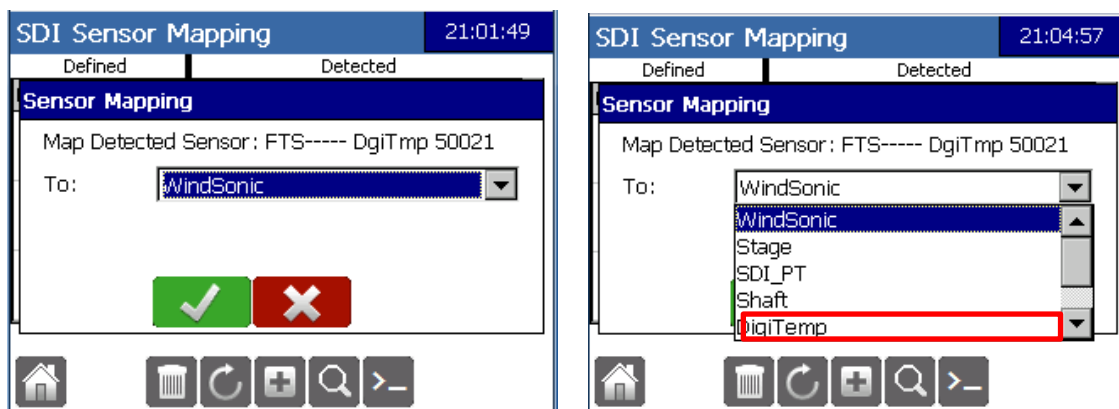 SDI Sensor Mapping 21:01:49
Defined Detected
Sensor Mapping
Map Detected Sensor: FTS----- DgiTmp 50021
To: WindSonic
>_
SDI Sensor Mapping 21:04:57
Defined Detected
Sensor Mapping
Map Detected Sensor: FTS----- DgiTmp 50021
To: WindSonic
WindSonic
Stage
SDI_PT
Shaft
DigiTemp
>_